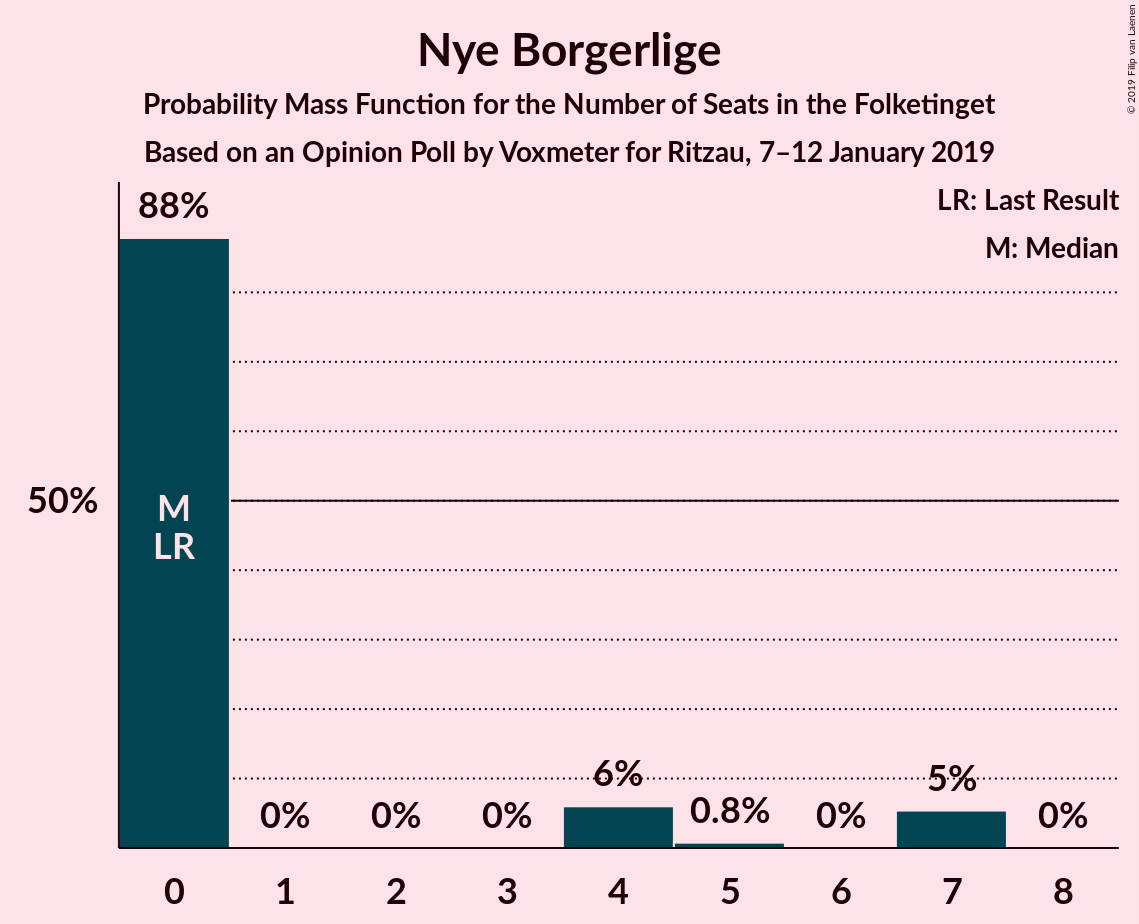 Nye Borgerlige
Probability Mass Function for the Number of Seats in the Folketinget
Based on an Opinion Poll by Voxmeter for Ritzau, 7–12 January 2019
© 2019 Filip van Laenen
LR: Last Result
M: Median
88%
50%
M
LR
0%
0%
0%
6%
0.8%
0%
5%
0%
0
1
2
3
4
5
6
7
8